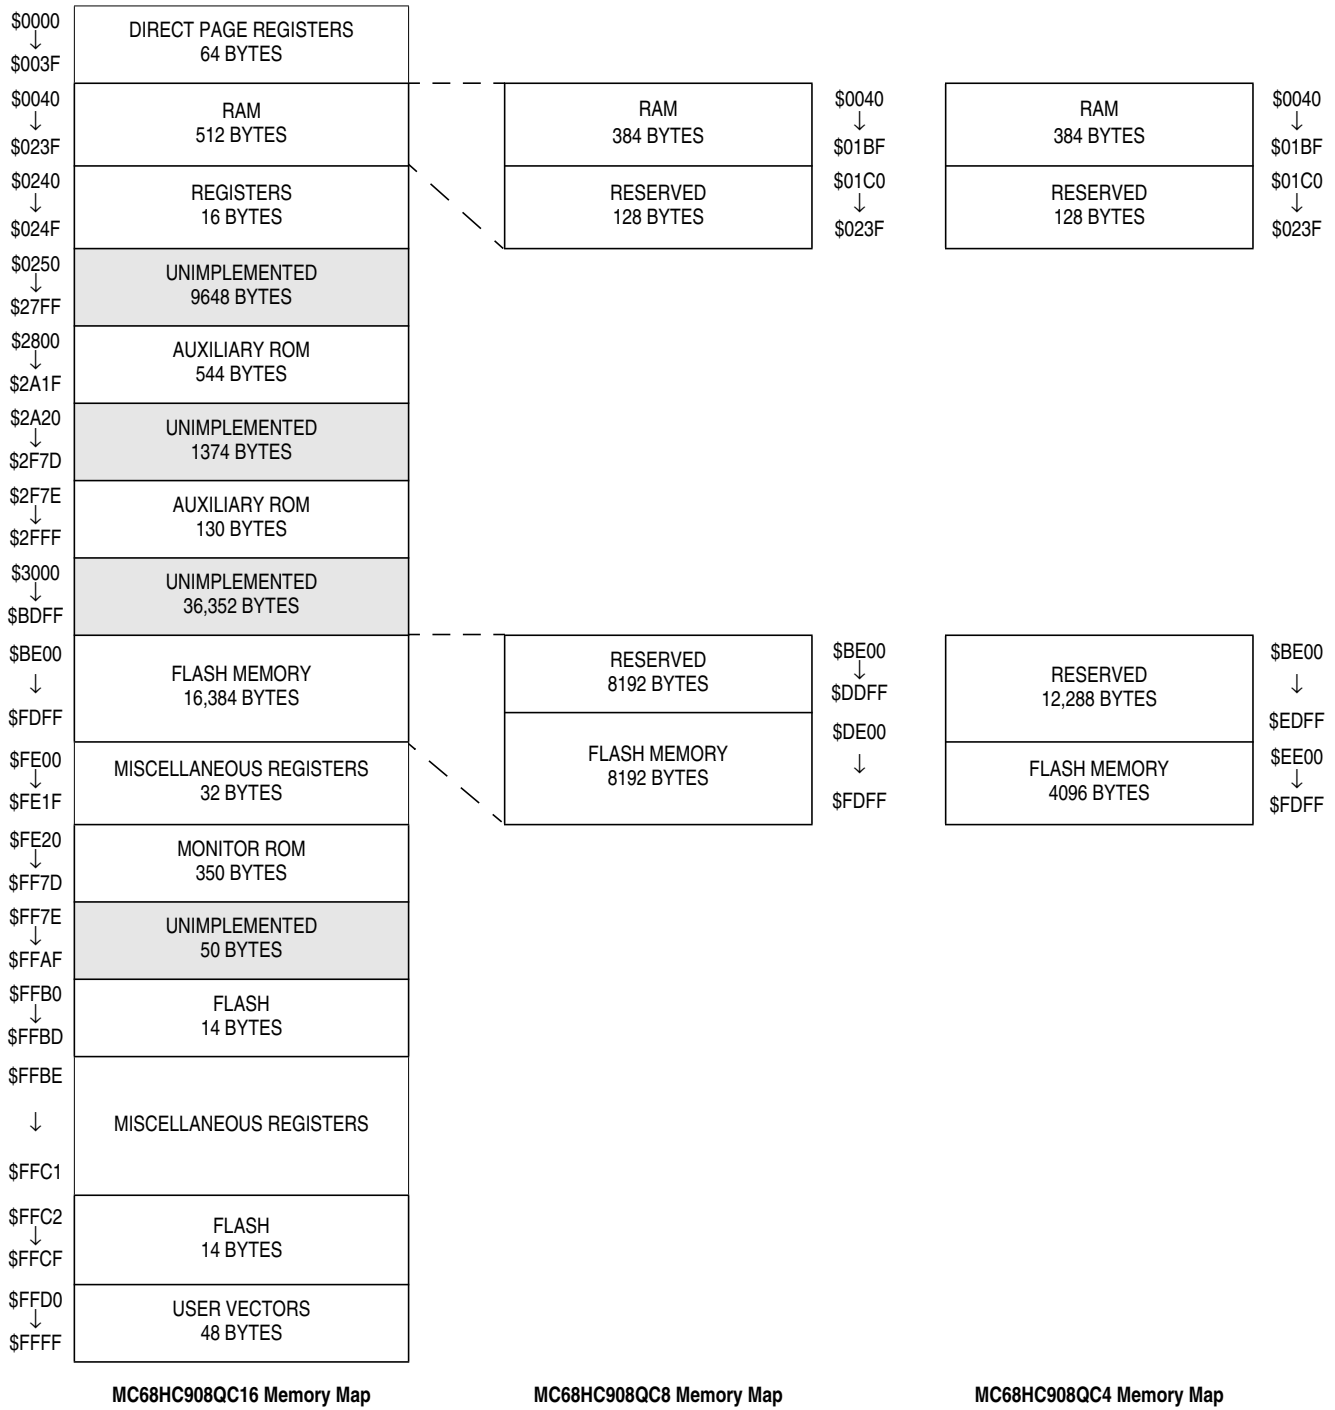 $0000
↓
$003F
DIRECT PAGE REGISTERS
64 BYTES
$0040
↓
$023F
RAM
512 BYTES
$0240
↓
$024F
REGISTERS
16 BYTES
$0250
↓
$27FF
UNIMPLEMENTED
9648 BYTES
$2800
↓
$2A1F
AUXILIARY ROM
544 BYTES
$2A20
↓
$2F7D
UNIMPLEMENTED
1374 BYTES
$2F7E
↓
$2FFF
AUXILIARY ROM
130 BYTES
$3000
↓
$BDFF
UNIMPLEMENTED
36,352 BYTES
$BE00
↓
$FDFF
FLASH MEMORY
16,384 BYTES
$FE00
↓
$FE1F
MISCELLANEOUS REGISTERS
32 BYTES
$FE20
↓
$FF7D
MONITOR ROM
350 BYTES
$FF7E
↓
$FFAF
UNIMPLEMENTED
50 BYTES
$FFB0
↓
$FFBD
FLASH
14 BYTES
$FFBE
↓
$FFC1
MISCELLANEOUS REGISTERS
$FFC2
↓
$FFCF
FLASH
14 BYTES
$FFD0
↓
$FFFF
USER VECTORS
48 BYTES
MC68HC908QC16 Memory Map
RAM
384 BYTES
$0040
↓
$01BF
RESERVED
128 BYTES
$01C0
↓
$023F
RESERVED
8192 BYTES
$BE00
↓
$DDFF
FLASH MEMORY
8192 BYTES
$DE00
↓
$FDFF
MC68HC908QC8 Memory Map
RAM
384 BYTES
$0040
↓
$01BF
RESERVED
128 BYTES
$01C0
↓
$023F
RESERVED
12,288 BYTES
$BE00
↓
$EDFF
FLASH MEMORY
4096 BYTES
$EE00
↓
$FDFF
MC68HC908QC4 Memory Map